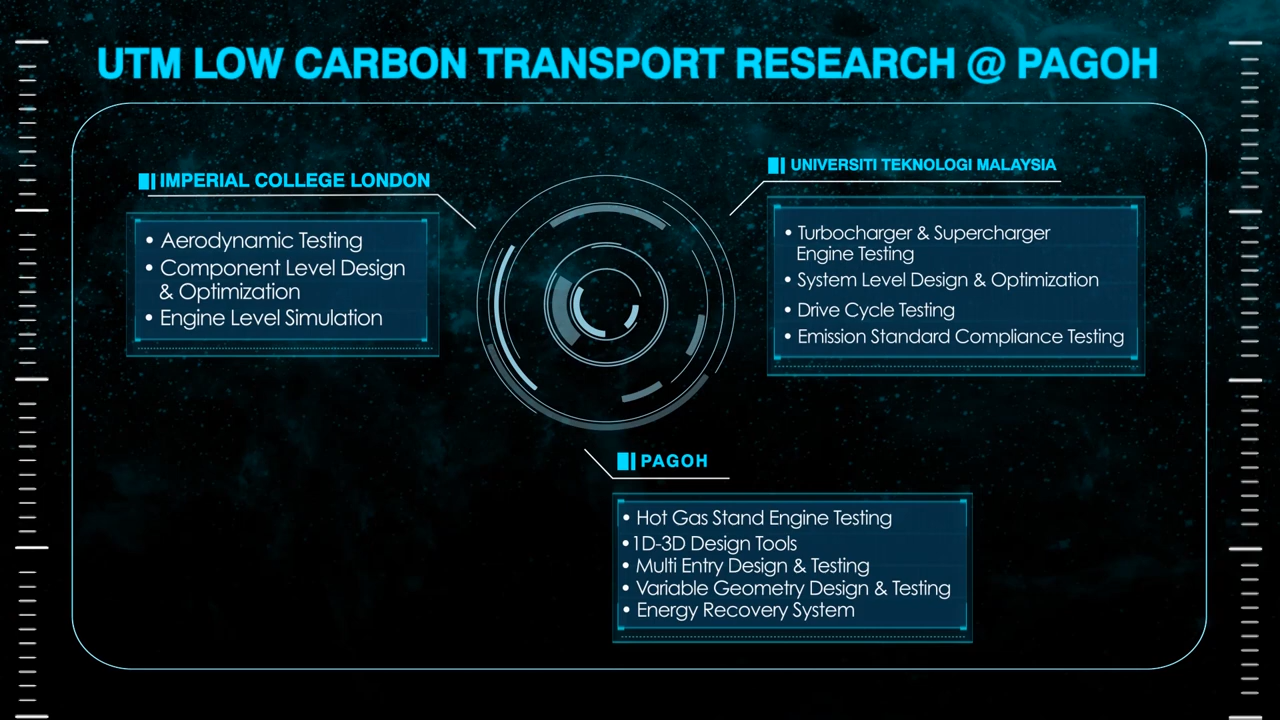 UTM LOW CARBON TRANSPORT RESEARCH @ PAGOH
IMPERIAL COLLEGE LONDON
• Aerodynamic Testing
• Component Level Design
& Optimization
• Engine Level Simulation
UNIVERSITI TEKNOLOGI MALAYSIA
• Turbocharger & Supercharger
Engine Testing
• System Level Design & Optimization
• Drive Cycle Testing
• Emission Standard Compliance Testing
PAGOH
• Hot Gas Stand Engine Testing
• 1D-3D Design Tools
• Multi Entry Design & Testing
• Variable Geometry Design & Testing
• Energy Recovery System